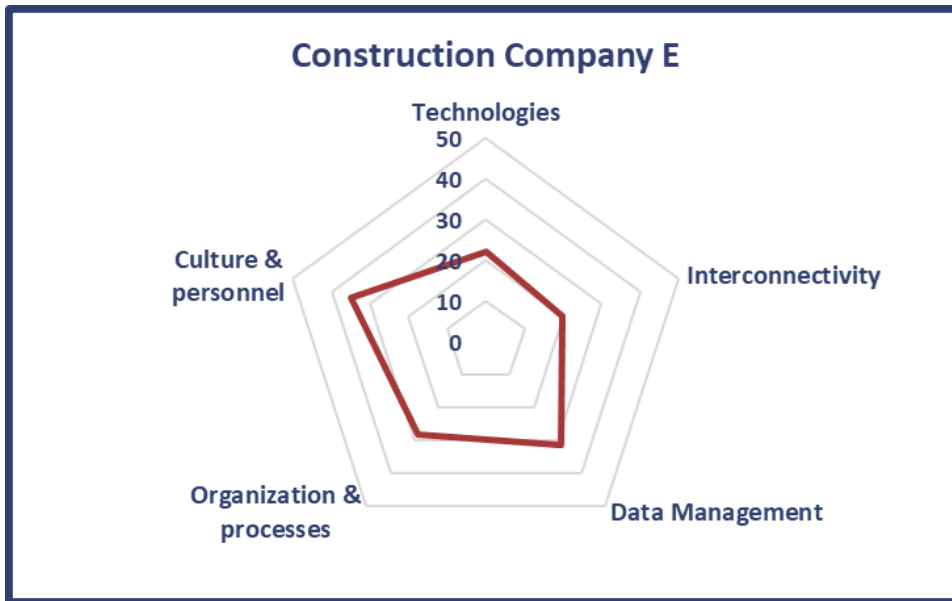 Construction Company E
Technologies
50
40
30
20
10
0
Interconnectivity
Data Management
Organization &
processes
Culture &
personnel